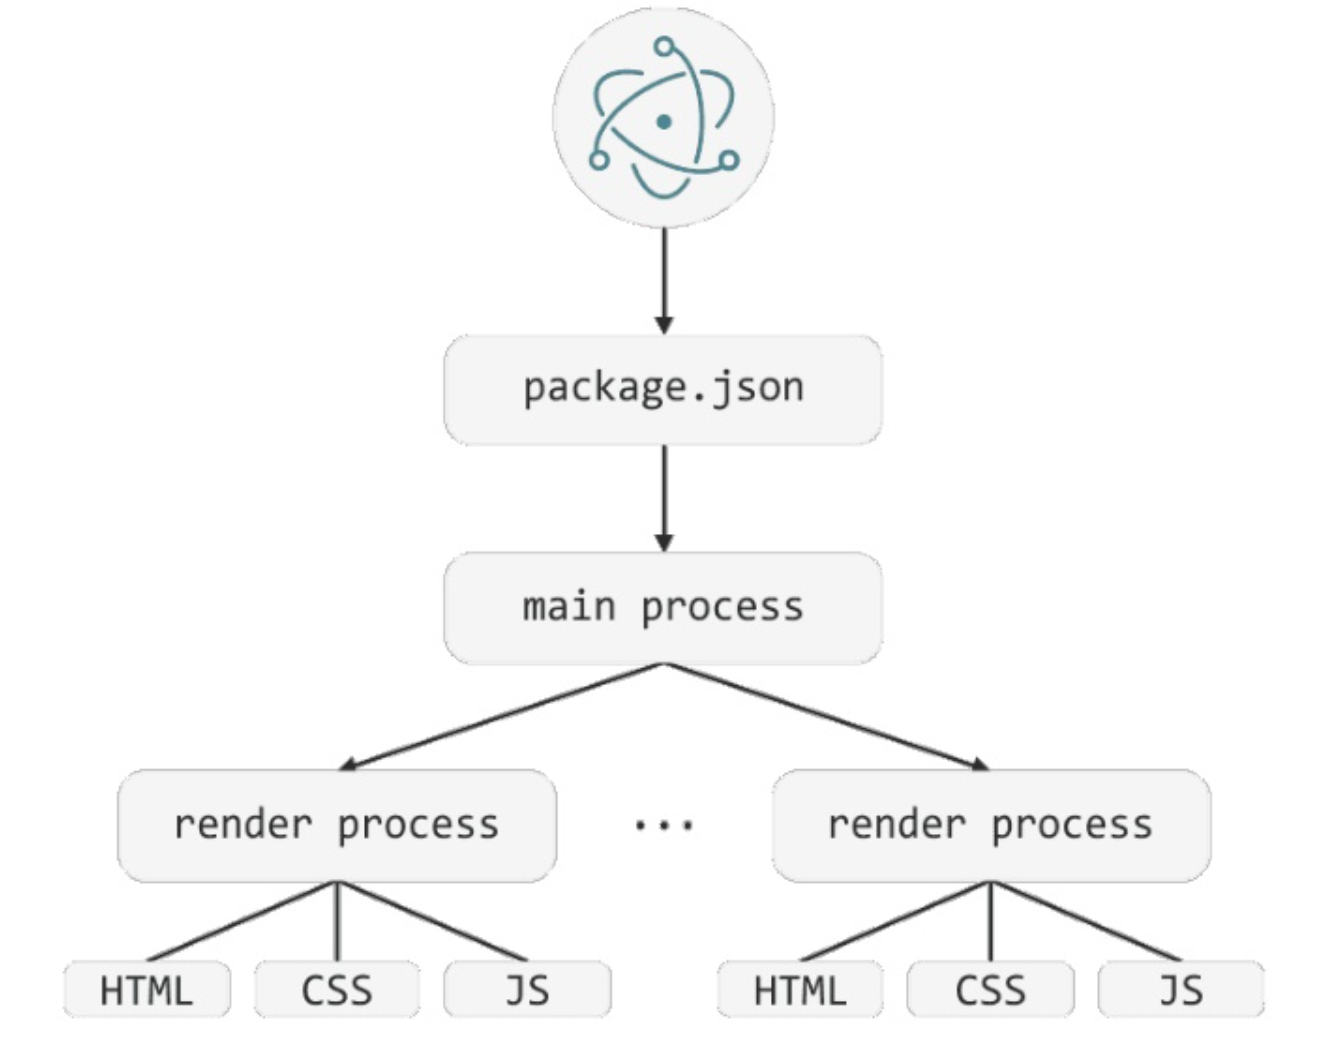 package.json
main process
render process
...
render process
HTML
CSS
JS
HTML
CSS
JS